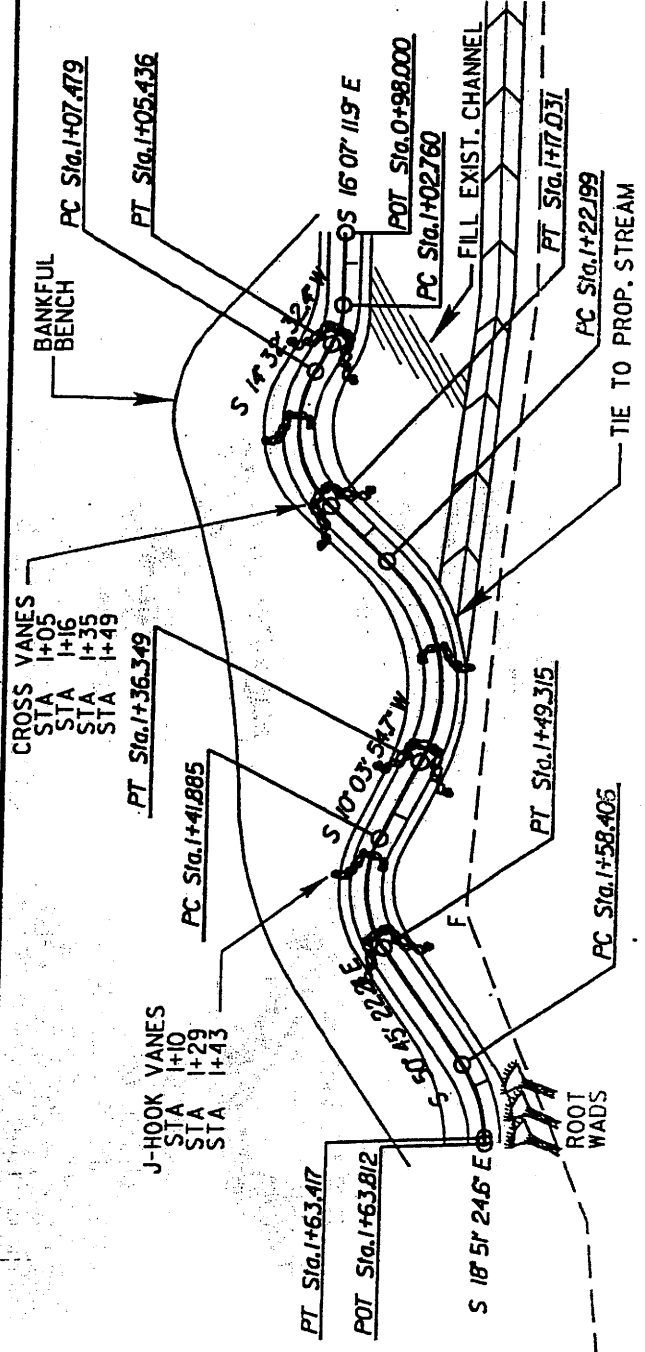 CROSS VANES
STA 1+05
STA 1+16
STA 1+35
STA 1+49
BANKFUL
BENCH
PC Sta.1+07.479
PT Sta.1+05.436
S 16° 07' 11.9" E
POT Sta.0+98.000
PC Sta.1+02.760
FILL EXIST. CHANNEL
PT Sta.1+17.031
PC Sta.1+22.199
TIE TO PROP. STREAM
S 14° 32' 32.4" W
PT Sta.1+36.349
PC Sta.1+41.885
S 10° 03' 54.7" W
J-HOOK VANES
STA 1+10
STA 1+29
STA 1+43
PT Sta.1+49.315
PC Sta.1+58.406
F
ROOT
WADS
PT Sta.1+63.417
POT Sta.1+63.812
S 18° 51' 24.6" E